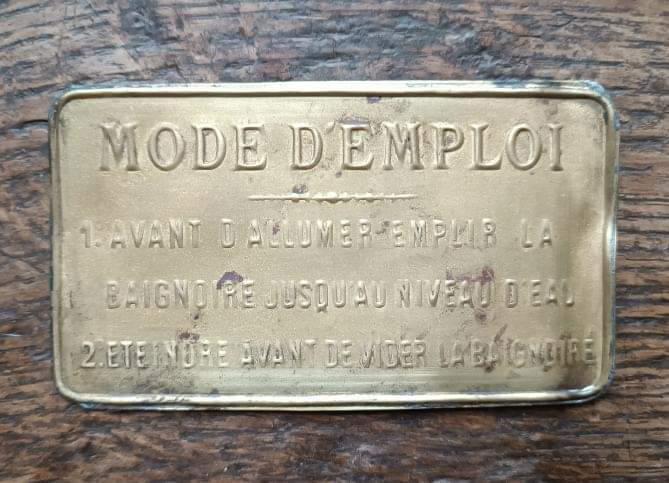 MODE D'EMPLOI
1. AVANT D'ALLUMER EMPLIR LA
BAIGNOIRE JUSQU'AU NIVEAU D'EAU
2. ETEINDRE AVANT DE VIDER LA BAIGNOIRE